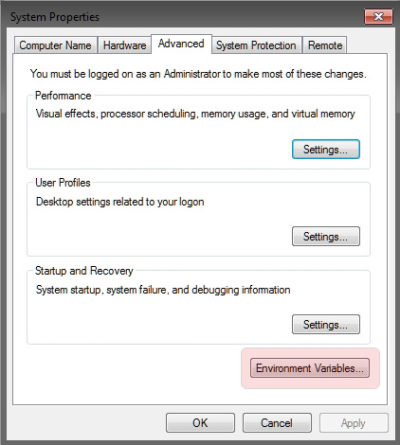 System Properties
Computer Name Hardware Advanced System Protection Remote
You must be logged on as an Administrator to make most of these changes.
Performance
Visual effects, processor scheduling, memory usage, and virtual memory
Settings...
User Profiles
Desktop settings related to your logon
Settings...
Startup and Recovery
System startup, system failure, and debugging information
Settings...
Environment Variables...
OK Cancel Apply